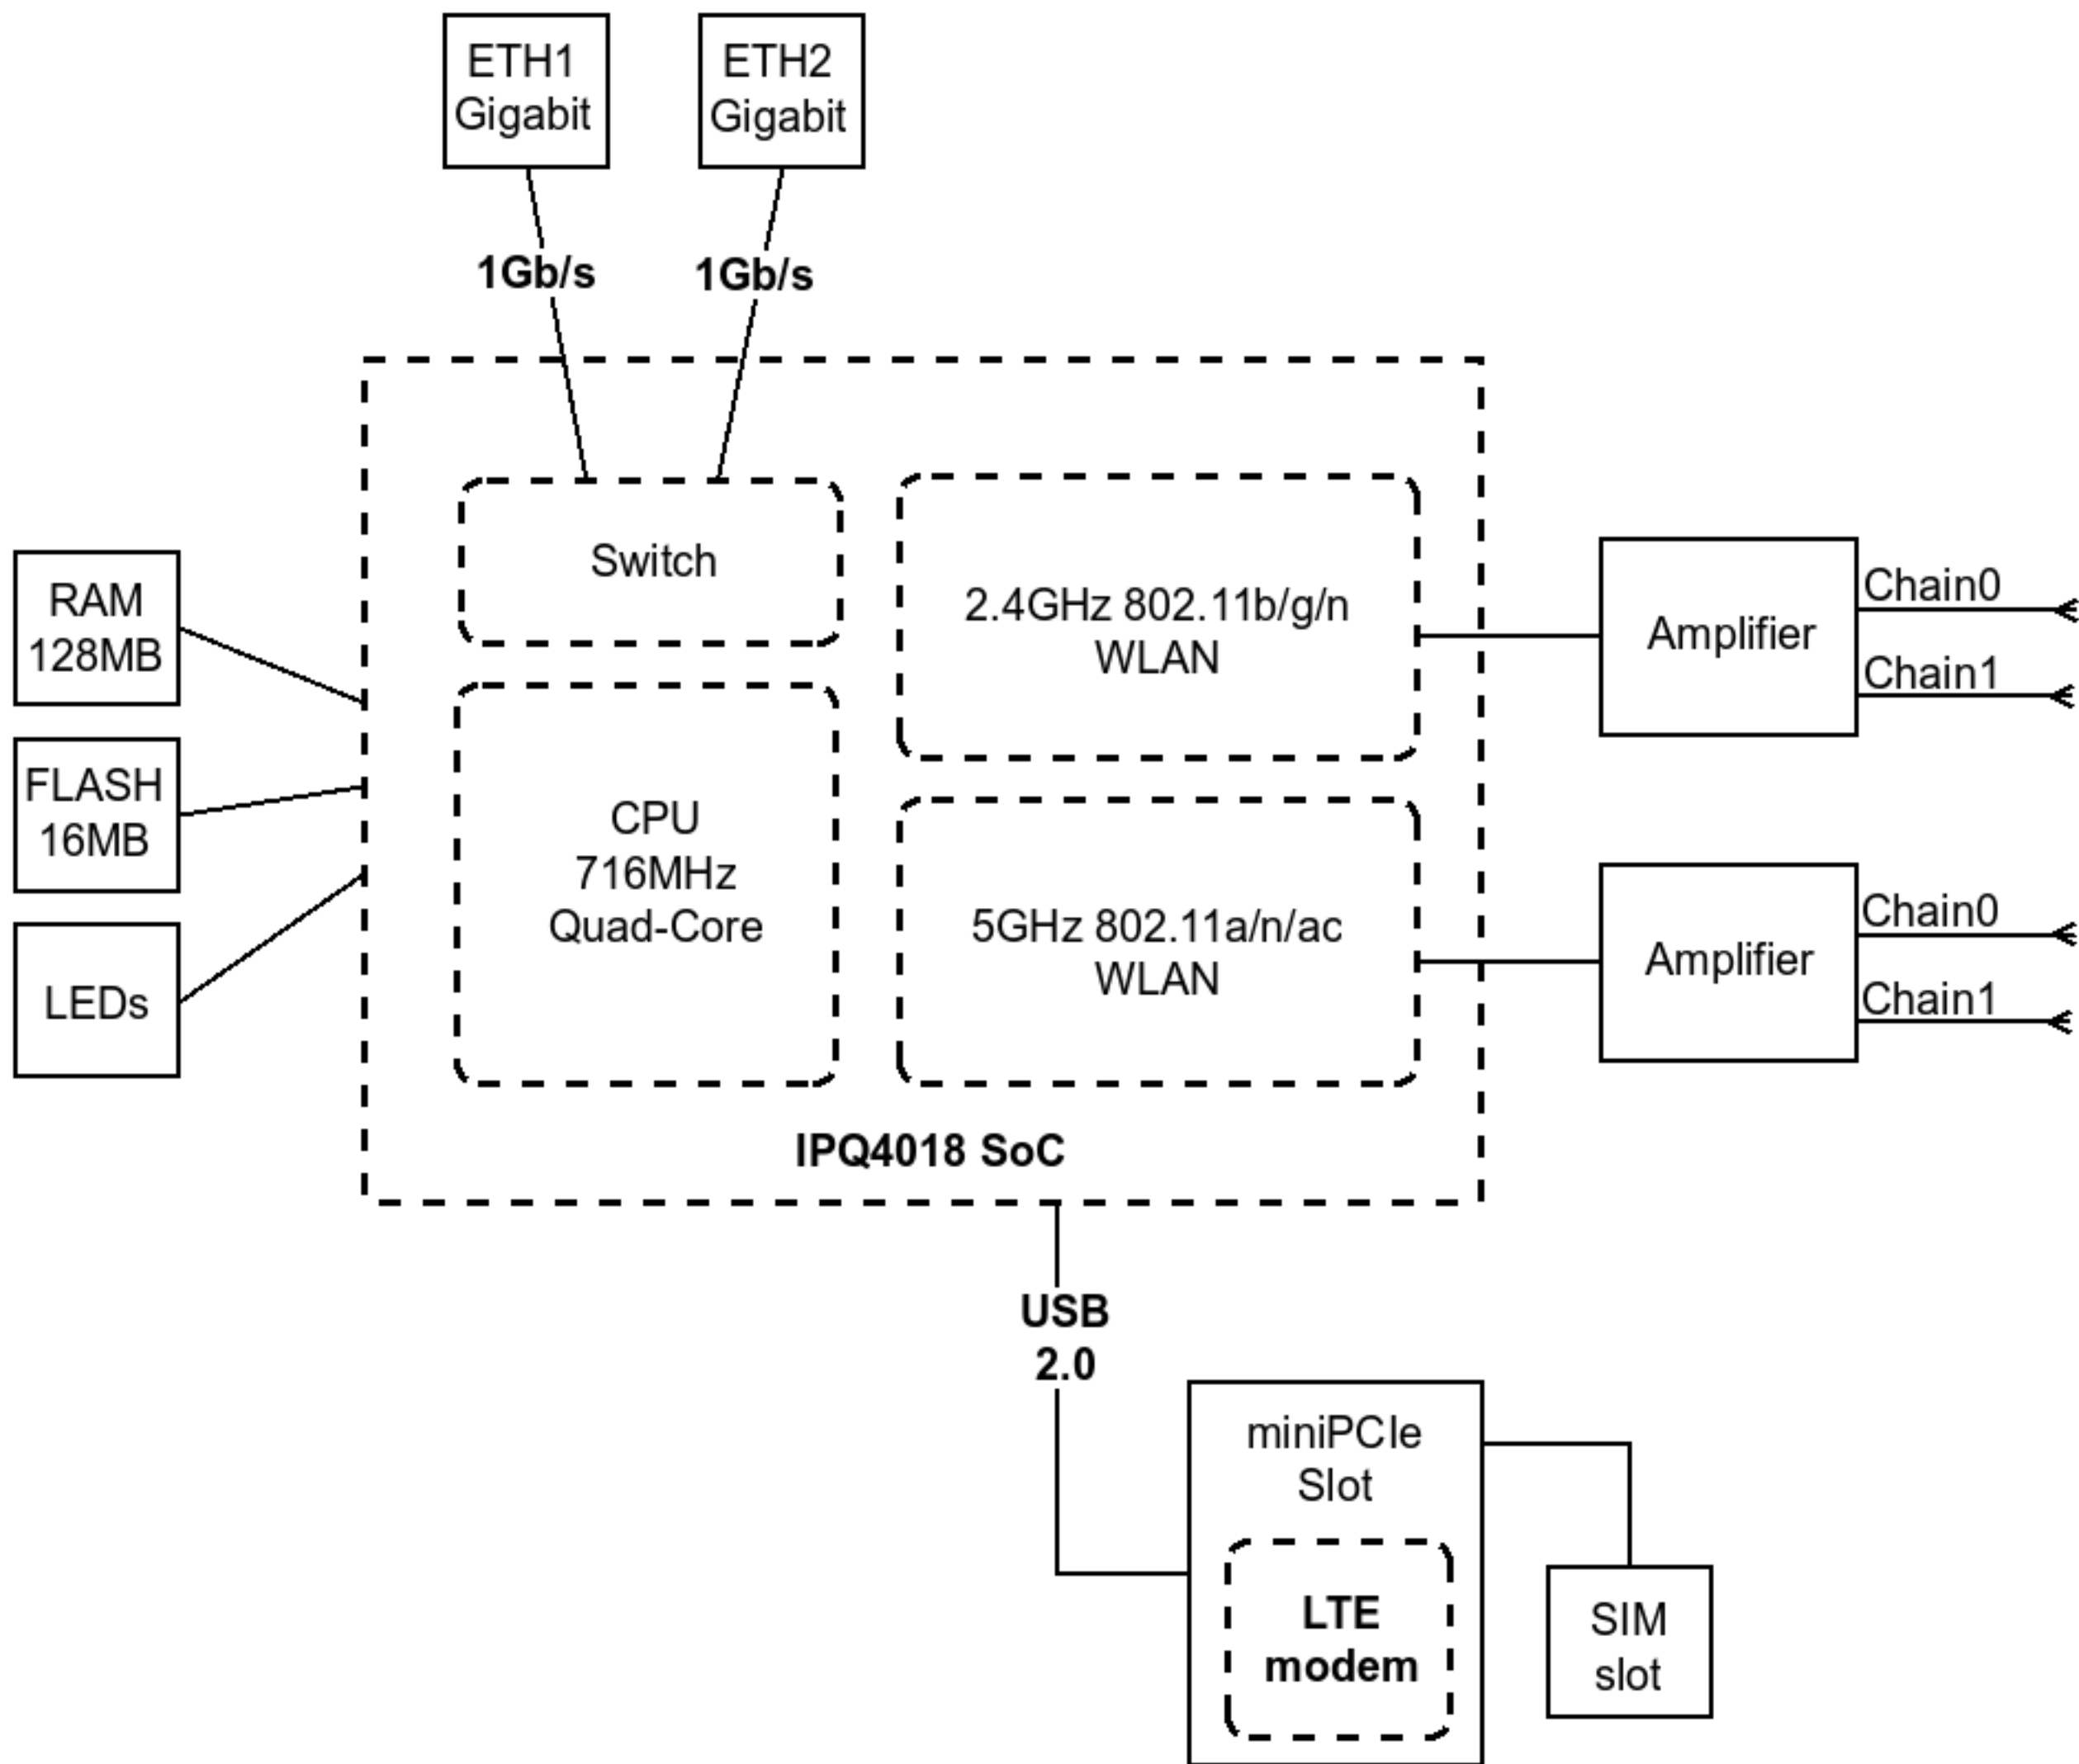 ETH1
Gigabit
ETH2
Gigabit
1Gb/s
1Gb/s
RAM
128MB
FLASH
16MB
LEDs
Switch
CPU
716MHz
Quad-Core
2.4GHz 802.11b/g/n
WLAN
5GHz 802.11a/n/ac
WLAN
IPQ4018 SoC
Amplifier
Chain0
Chain1
Amplifier
Chain0
Chain1
USB
2.0
miniPCIe
Slot
LTE
modem
SIM
slot